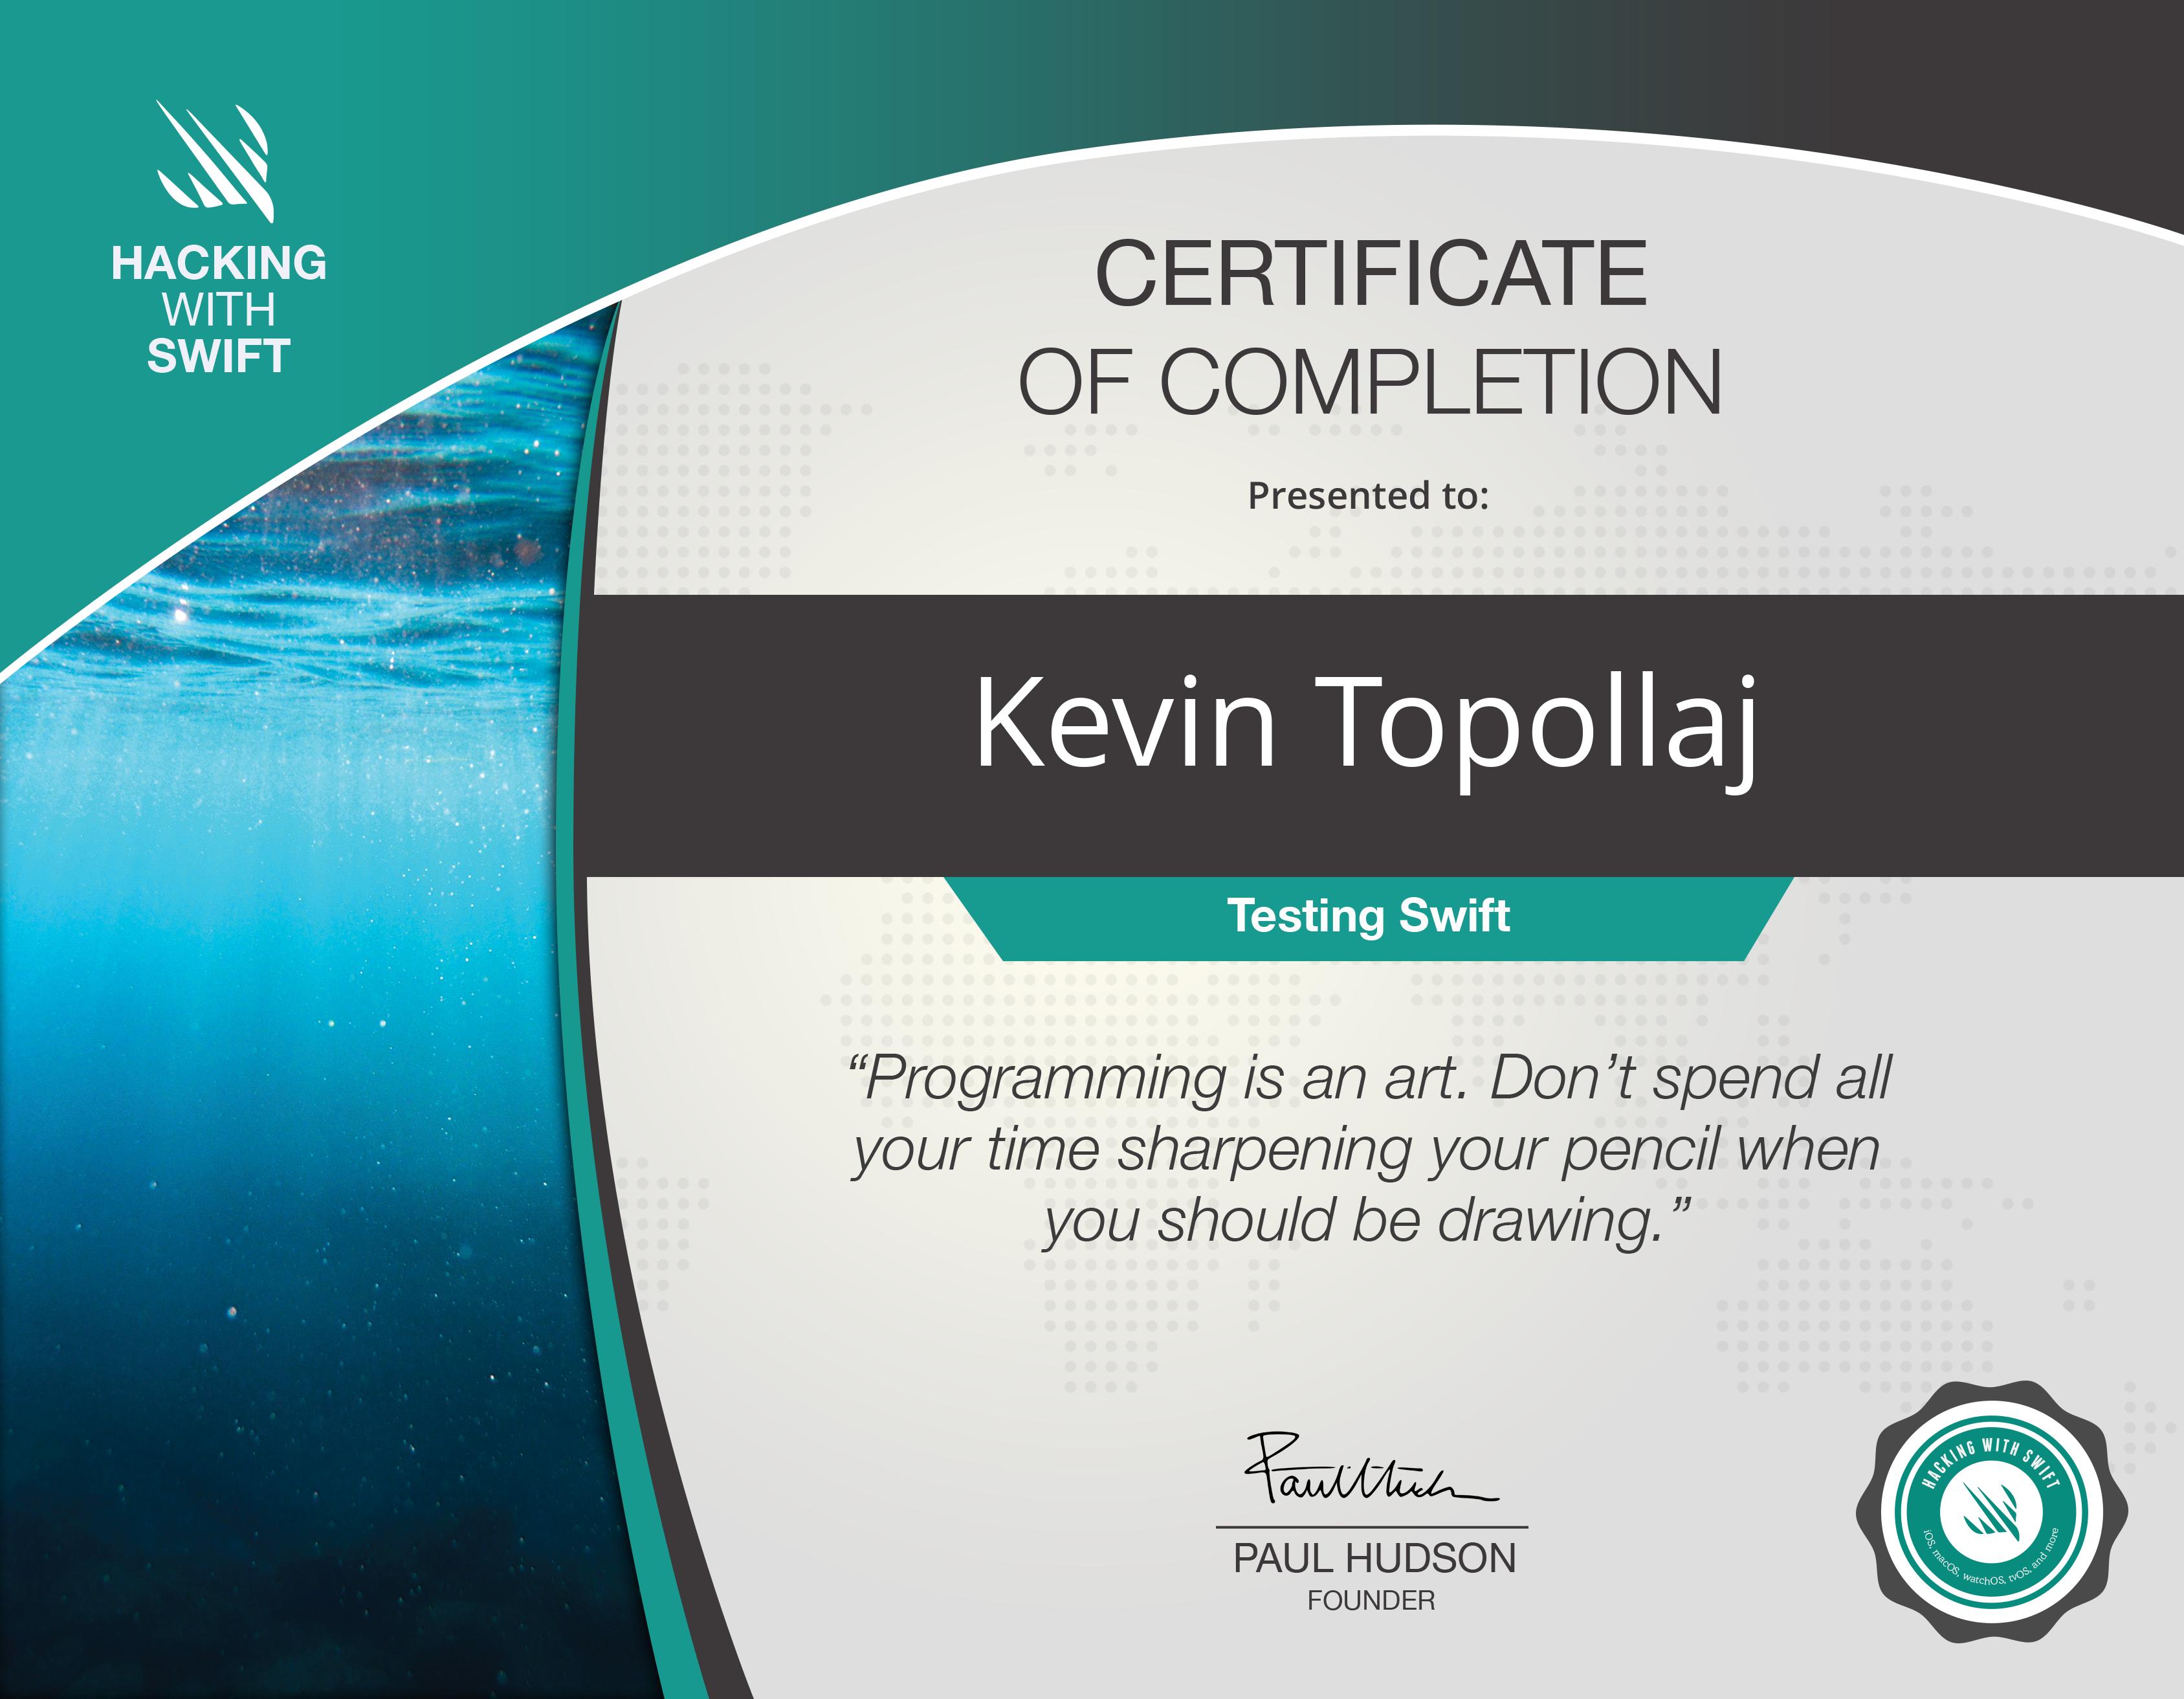 HACKING
WITH
SWIFT
CERTIFICATE
OF COMPLETION
Presented to:
Kevin Topollaj
Testing Swift
“Programming is an art. Don’t spend all
your time sharpening your pencil when
you should be drawing.”
Paul Hudson
PAUL HUDSON
FOUNDER
HACKING WITH SWIFT
iOS, macOS, watchOS, tvOS, and more